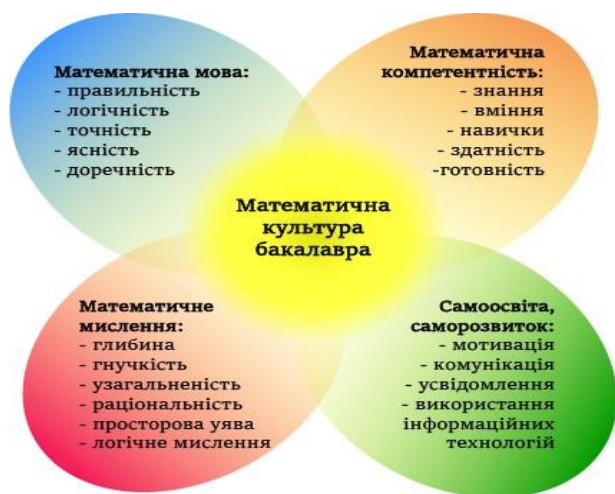 Математична мова:
- правильність
- логічність
- точність
- ясність
- доречність
Математична
компетентність:
- знання
- вміння
- навички
- здатність
-готовність
Математична
культура
бакалавра
Математичне
мислення:
- глибина
- гнучкість
- узагальненість
- раціональність
- просторова уява
- логічне мислення
Самоосвіта,
саморозвиток:
- мотивація
- комунікація
- усвідомлення
- використання
інформаційних
технологій